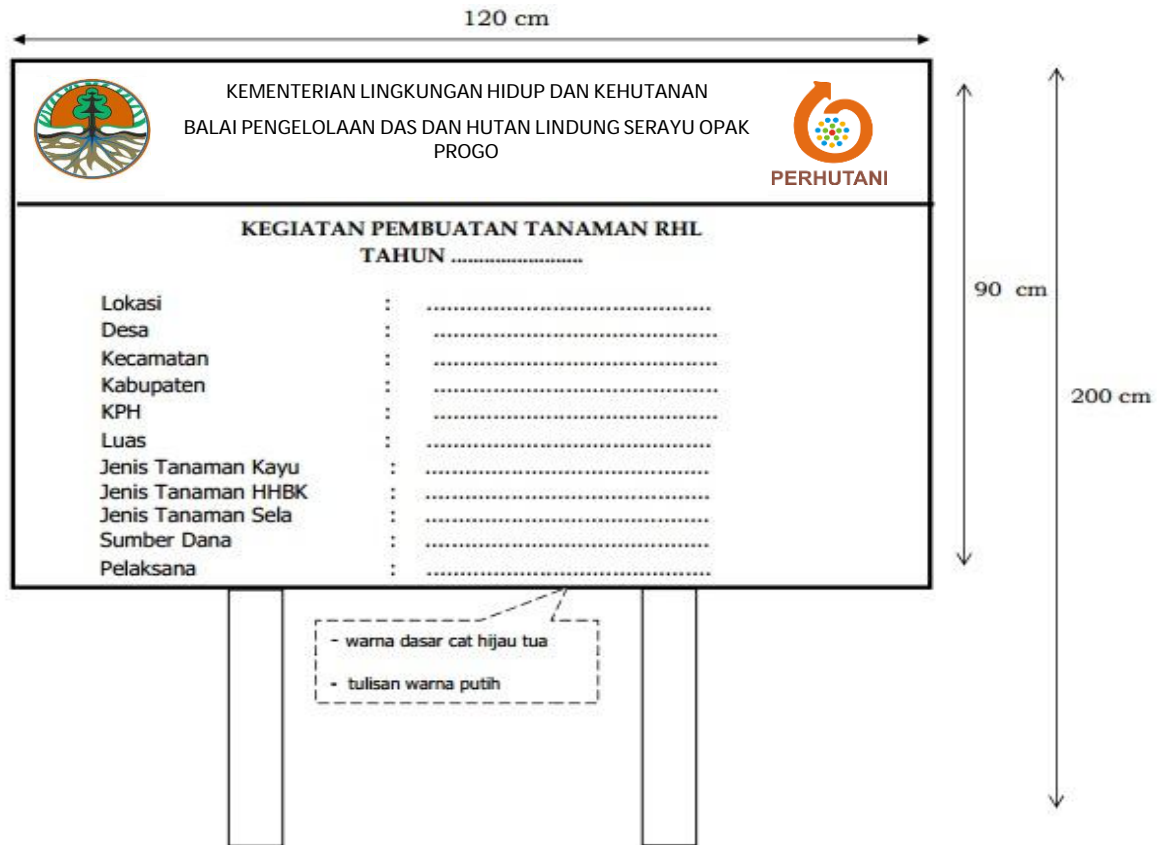 120 cm
KEMENTERIAN LINGKUNGAN HIDUP DAN KEHUTANAN
BALAI PENGELOLAAN DAS DAN HUTAN LINDUNG SERAYU OPAK
PROGO
PERHUTANI
KEGIATAN PEMBUATAN TANAMAN RHL
TAHUN ........................
Lokasi : ..........................................
Desa : ..........................................
Kecamatan : ..........................................
Kabupaten : ..........................................
KPH : ..........................................
Luas : ..........................................
Jenis Tanaman Kayu : ..........................................
Jenis Tanaman HHBK : ..........................................
Jenis Tanaman Sela : ..........................................
Sumber Dana : ..........................................
Pelaksana : ..........................................
90 cm
200 cm
- warna dasar cat hijau tua
- tulisan warna putih